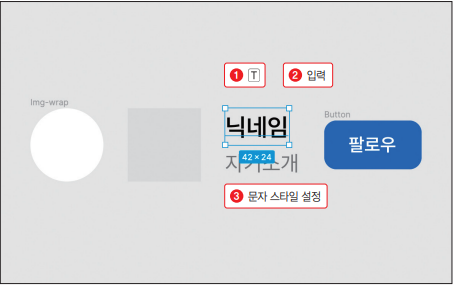 1 T
2 입력
Img-wrap
닉네임
Button
팔로우
42 × 24
자기소개
3 문자 스타일 설정